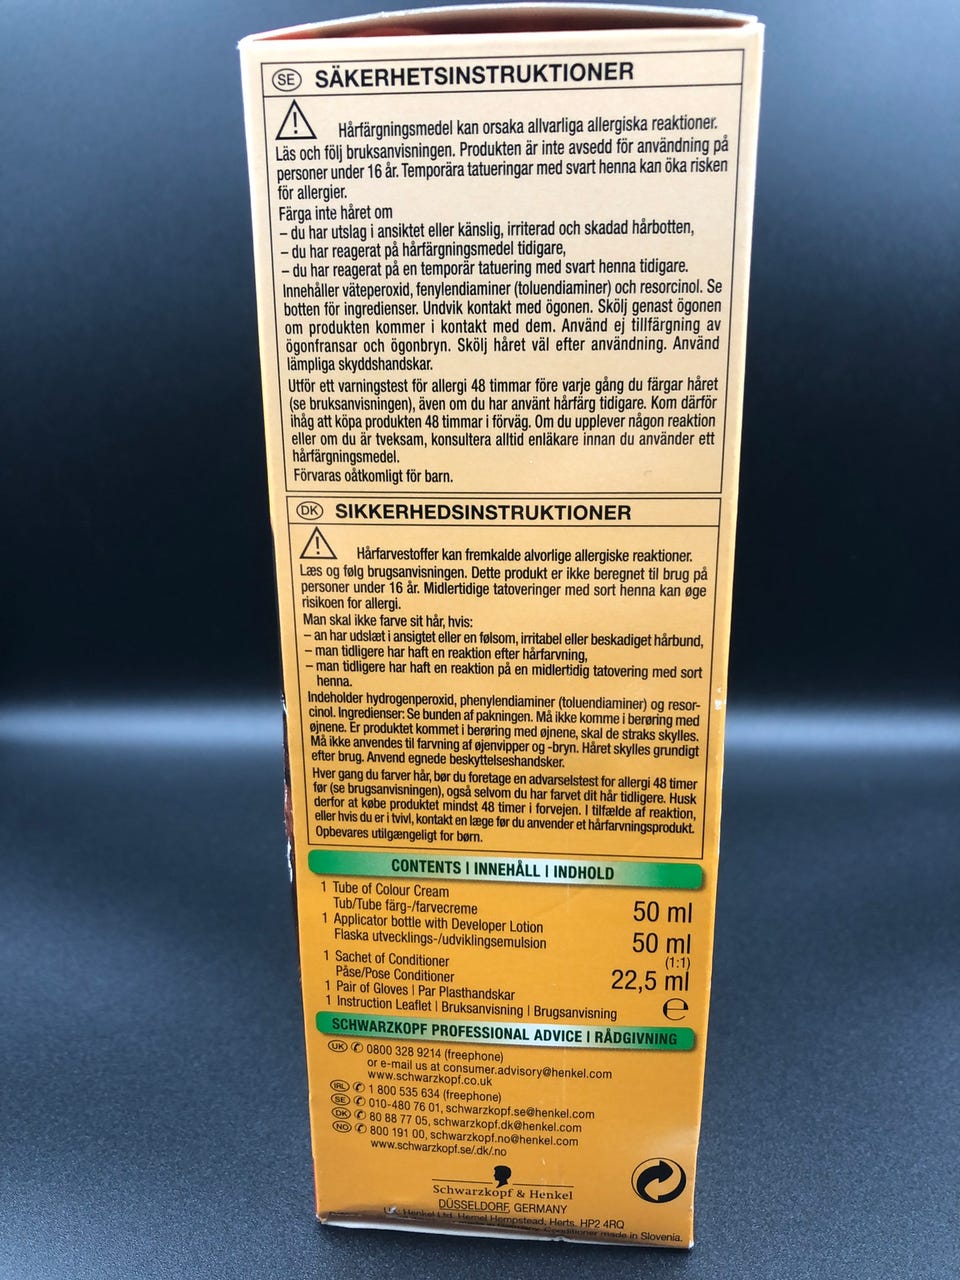 SE SÄKERHETSINSTRUKTIONER
Hårfärgningsmedel kan orsaka allvarliga allergiska reaktioner.
Läs och följ bruksanvisningen. Produkten är inte avsedd för användning på
personer under 16 år. Temporära tatueringar med svart henna kan öka risken
för allergier.
Färga inte håret om
– du har utslag i ansiktet eller känslig, irriterad och skadad hårbotten,
– du har reagerat på hårfärgningsmedel tidigare,
– du har reagerat på en temporär tatuering med svart henna tidigare.
Innehåller väteperoxid, fenylendiaminer (toluendiaminer) och resorcinol. Se
botten för ingredienser. Undvik kontakt med ögonen. Skölj genast ögonen
om produkten kommer i kontakt med dem. Använd ej tillfärgning av
ögonfransar och ögonbryn. Skölj håret väl efter användning. Använd
lämpliga skyddshandskar.
Utför ett varningstest för allergi 48 timmar före varje gång du färgar håret
(se bruksanvisningen), även om du har använt hårfärg tidigare. Kom därför
ihåg att köpa produkten 48 timmar i förväg. Om du upplever någon reaktion
eller om du är tveksam, konsultera alltid enläkare innan du använder ett
hårfärgningsmedel.
Förvaras oåtkomligt för barn.
DK SIKKERHEDSINSTRUKTIONER
Hårfarvestoffer kan fremkalde alvorlige allergiske reaktioner.
Læs og følg brugsanvisningen. Dette produkt er ikke beregnet til brug på
personer under 16 år. Midlertidige tatoveringer med sort henna kan øge
risikoen for allergi.
Man skal ikke farve sit hår, hvis:
– an har udslæt i ansigtet eller en følsom, irritabel eller beskadiget hårbund,
– man tidligere har haft en reaktion efter hårfarvning,
– man tidligere har haft en reaktion på en midlertidig tatovering med sort
henna.
Indeholder hydrogenperoxid, phenylendiaminer (toluendiaminer) og resor-
cinol. Ingredienser: Se bunden af pakningen. Må ikke komme i berøring med
øjnene. Er produktet kommet i berøring med øjnene, skal de straks skylles.
Må ikke anvendes til farvning af øjenvipper og -bryn. Håret skylles grundigt
efter brug. Anvend egnede beskyttelseshandsker.
Hver gang du farver hår, bør du foretage en advarselstest for allergi 48 timer
før (se brugsanvisningen), også selvom du har farvet dit hår tidligere. Husk
derfor at købe produktet mindst 48 timer i forvejen. I tilfælde af reaktion,
eller hvis du er i tvivl, kontakt en læge før du anvender et hårfarvningsprodukt.
Opbevares utilgængeligt for børn.
CONTENTS | INNEHÅLL | INDHOLD
1 Tube of Colour Cream
Tub/Tube färg-/farvecreme 50 ml
1 Applicator bottle with Developer Lotion
Flaska utvecklings-/udviklingsemulsion 50 ml
(1:1)
1 Sachet of Conditioner
Påse/Pose Conditioner 22,5 ml
1 Pair of Gloves | Par Plasthandskar
1 Instruction Leaflet | Bruksanvisning | Brugsanvisning ℮
SCHWARZKOPF PROFESSIONAL ADVICE | RÅDGIVNING
UK ✆ 0800 328 9214 (freephone)
or e-mail us at consumer.advisory@henkel.com
www.schwarzkopf.co.uk
IRL ✆ 1 800 535 634 (freephone)
SE ✆ 010-480 76 01, schwarzkopf.se@henkel.com
DK ✆ 80 88 77 05, schwarzkopf.dk@henkel.com
NO ✆ 800 191 00, schwarzkopf.no@henkel.com
www.schwarzkopf.se/.dk/.no
Schwarzkopf & Henkel
DÜSSELDORF, GERMANY
UK: Henkel Ltd. Hemel Hempstead, Herts. HP2 4RQ
Germany. Conditioner made in Slovenia.